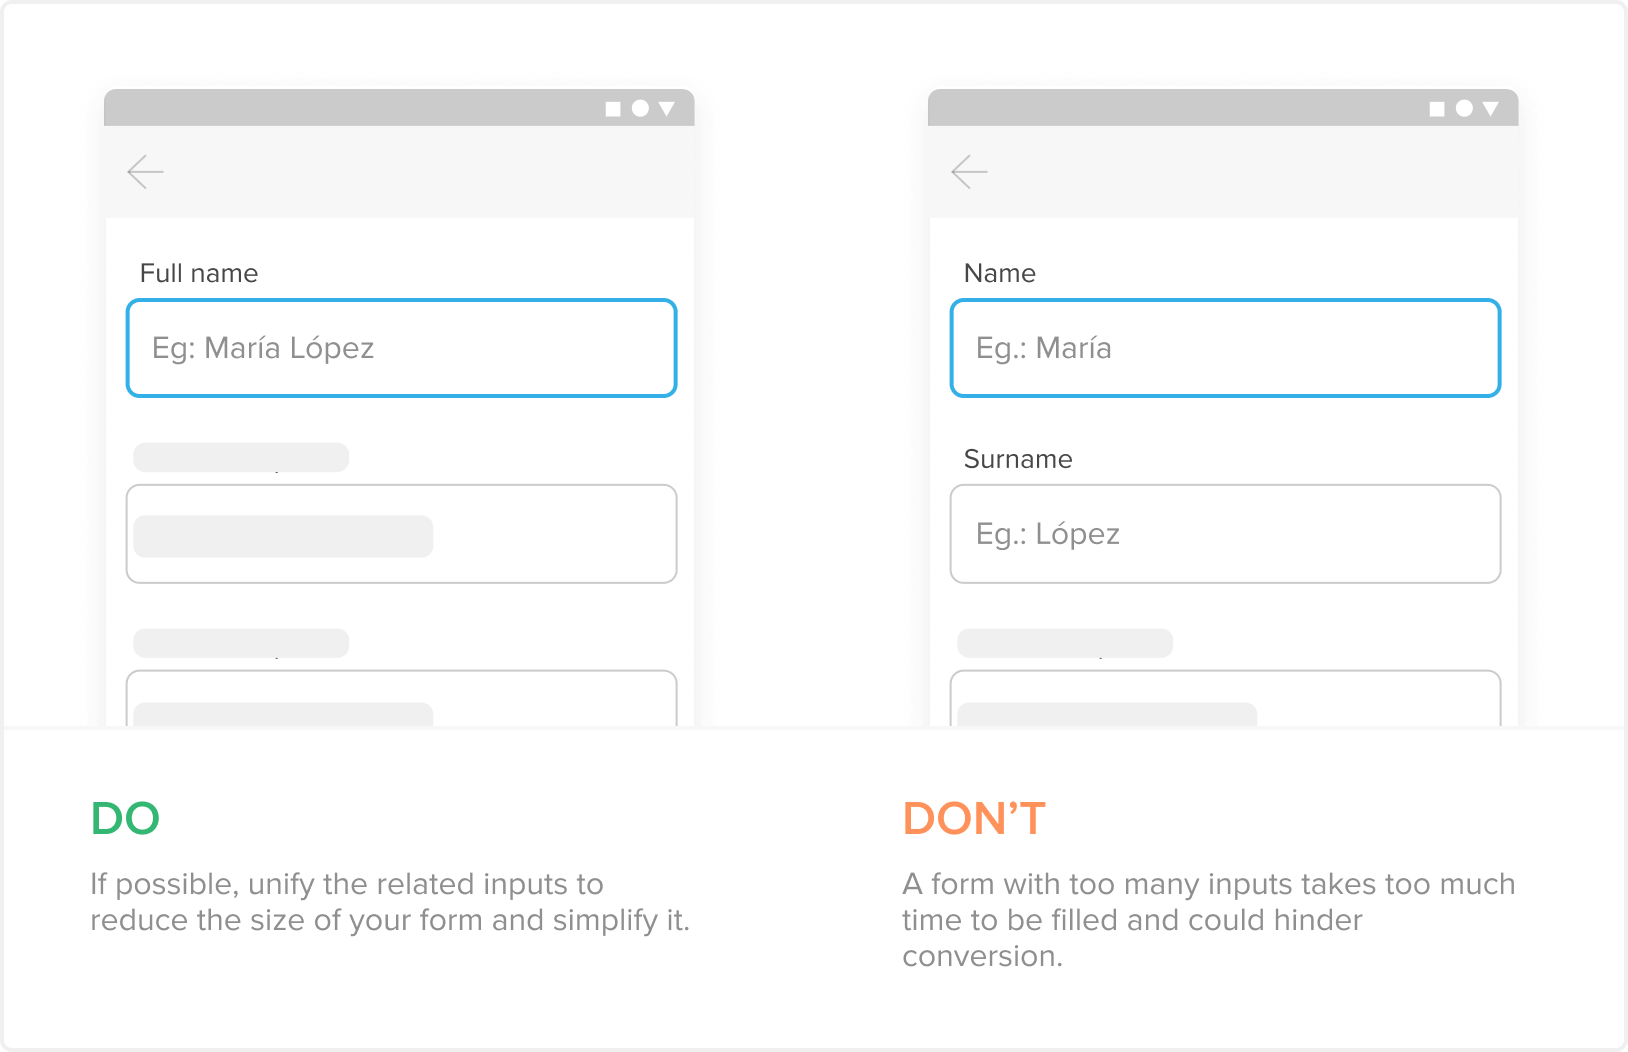 Full name
Eg: María López
Name
Eg.: María
Surname
Eg.: López
DO
If possible, unify the related inputs to
reduce the size of your form and simplify it.
DON’T
A form with too many inputs takes too much
time to be filled and could hinder
conversion.